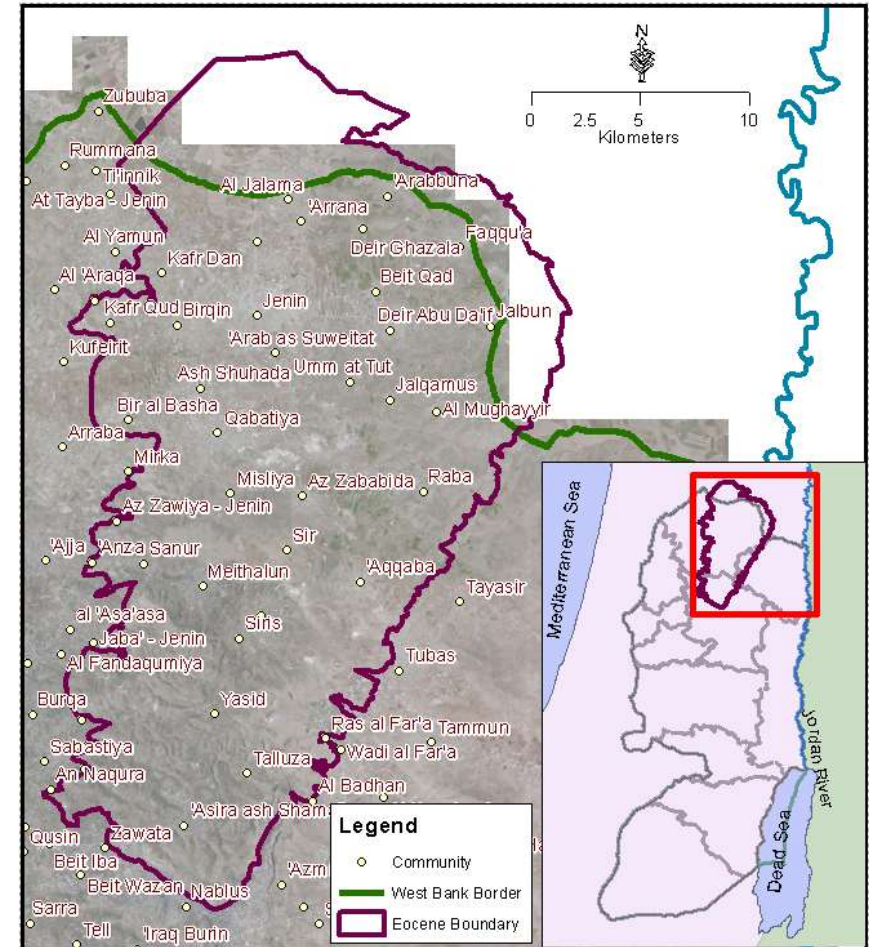 N
0 2.5 5 10
Kilometers
Zububa
Rummana
Ti'innik
At Tayba - Jenin
Al Jalama
'Arabbuna
'Arrana
Al Yamun
Deir Ghazala
Faqqu'a
Kafr Dan
Al 'Araqa
Beit Qad
Kafr Qud
Birqin
Jenin
Deir Abu Da'if
Jalbun
'Arab as Suweitat
Kufeirit
Ash Shuhada
Umm at Tut
Jalqamus
Bir al Basha
Qabatiya
Al Mughayyir
Arraba
Mirka
Misliya
Az Zababida
Raba
Az Zawiya - Jenin
'Ajja
'Anza
Sanur
Sir
Meithalun
'Aqqaba
Tayasir
al 'Asa'asa
Siris
Jaba' - Jenin
Al Fandaqumiya
Tubas
Burqa
Yasid
Ras al Far'a
Tammun
Wadi al Far'a
Sabastiya
Talluza
An Naqura
Al Badhan
'Asira ash Sham
Qusin
Zawata
Beit Iba
Beit Wazan
Nablus
'Azm
Sarra
Tell
'Iraq Burin
Legend
Community
West Bank Border
Eocene Boundary
Mediterranean Sea
Jordan River
Dead Sea